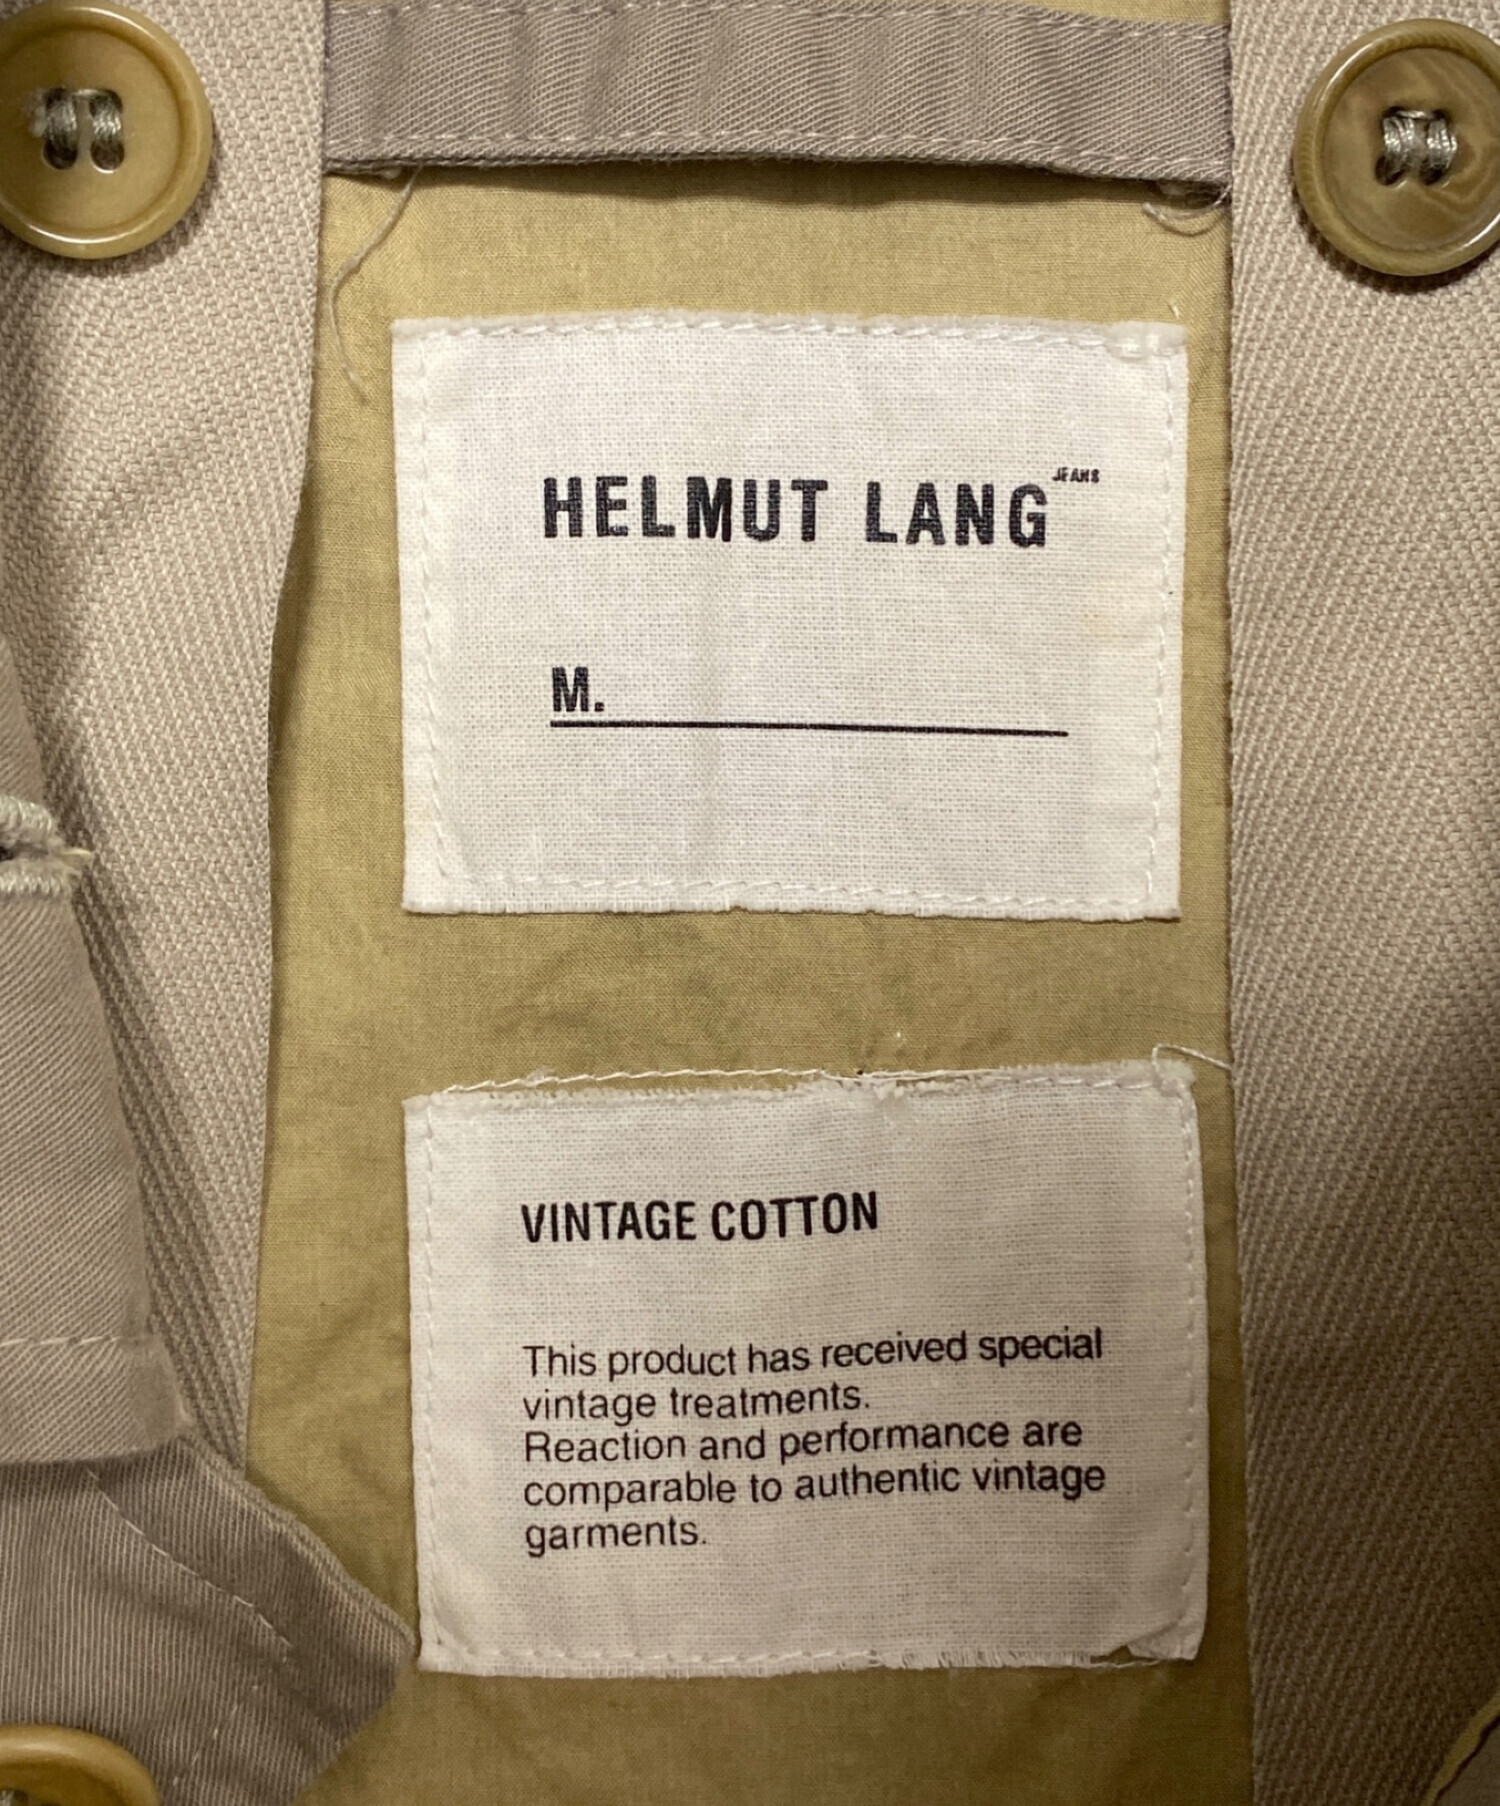 HELMUT LANG JEANS
M.
VINTAGE COTTON
This product has received special
vintage treatments.
Reaction and performance are
comparable to authentic vintage
garments.